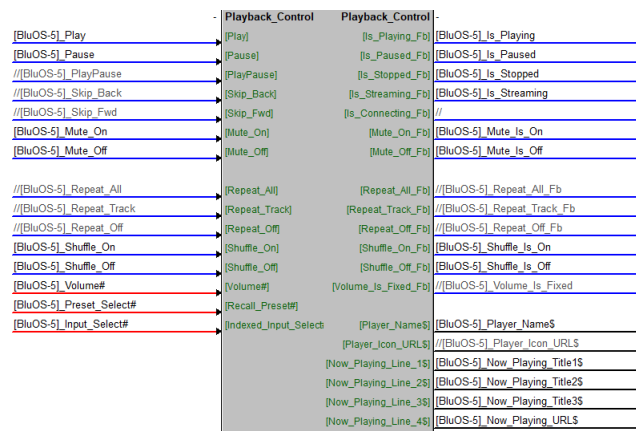 - Playback_Control Playback_Control -
[BluOS-5]_Play [Play] [Is_Playing_Fb] [BluOS-5]_Is_Playing
[BluOS-5]_Pause [Pause] [Is_Paused_Fb] [BluOS-5]_Is_Paused
//[BluOS-5]_PlayPause [PlayPause] [Is_Stopped_Fb] [BluOS-5]_Is_Stopped
//[BluOS-5]_Skip_Back [Skip_Back] [Is_Streaming_Fb] [BluOS-5]_Is_Streaming
//[BluOS-5]_Skip_Fwd [Skip_Fwd] [Is_Connecting_Fb] //
[BluOS-5]_Mute_On [Mute_On] [Mute_On_Fb] [BluOS-5]_Mute_Is_On
[BluOS-5]_Mute_Off [Mute_Off] [Mute_Off_Fb] [BluOS-5]_Mute_Is_Off
//[BluOS-5]_Repeat_All [Repeat_All] [Repeat_All_Fb] //[BluOS-5]_Repeat_All_Fb
//[BluOS-5]_Repeat_Track [Repeat_Track] [Repeat_Track_Fb] //[BluOS-5]_Repeat_Track_Fb
//[BluOS-5]_Repeat_Off [Repeat_Off] [Repeat_Off_Fb] //[BluOS-5]_Repeat_Off_Fb
[BluOS-5]_Shuffle_On [Shuffle_On] [Shuffle_On_Fb] [BluOS-5]_Shuffle_Is_On
[BluOS-5]_Shuffle_Off [Shuffle_Off] [Shuffle_Off_Fb] [BluOS-5]_Shuffle_Is_Off
[BluOS-5]_Volume# [Volume#] [Volume_Is_Fixed_Fb] //[BluOS-5]_Volume_Is_Fixed
[BluOS-5]_Preset_Select# [Recall_Preset#]
[BluOS-5]_Input_Select# [Indexed_Input_Selecti [Player_Name$] [BluOS-5]_Player_Name$
[Player_Icon_URL$] //[BluOS-5]_Player_Icon_URL$
[Now_Playing_Line_1$] [BluOS-5]_Now_Playing_Title1$
[Now_Playing_Line_2$] [BluOS-5]_Now_Playing_Title2$
[Now_Playing_Line_3$] [BluOS-5]_Now_Playing_Title3$
[Now_Playing_Line_4$] [BluOS-5]_Now_Playing_URL$